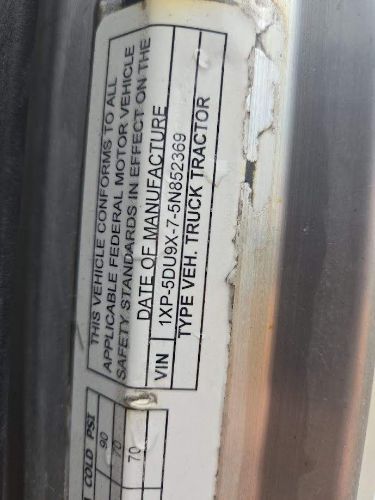 THIS VEHICLE CONFORMS TO ALL
APPLICABLE FEDERAL MOTOR VEHICLE
SAFETY STANDARDS IN EFFECT ON THE
DATE OF MANUFACTURE
VIN 1XP-5DU9X-7-5N852369
TYPE VEH. TRUCK TRACTOR
COLD PSI
90
70
70